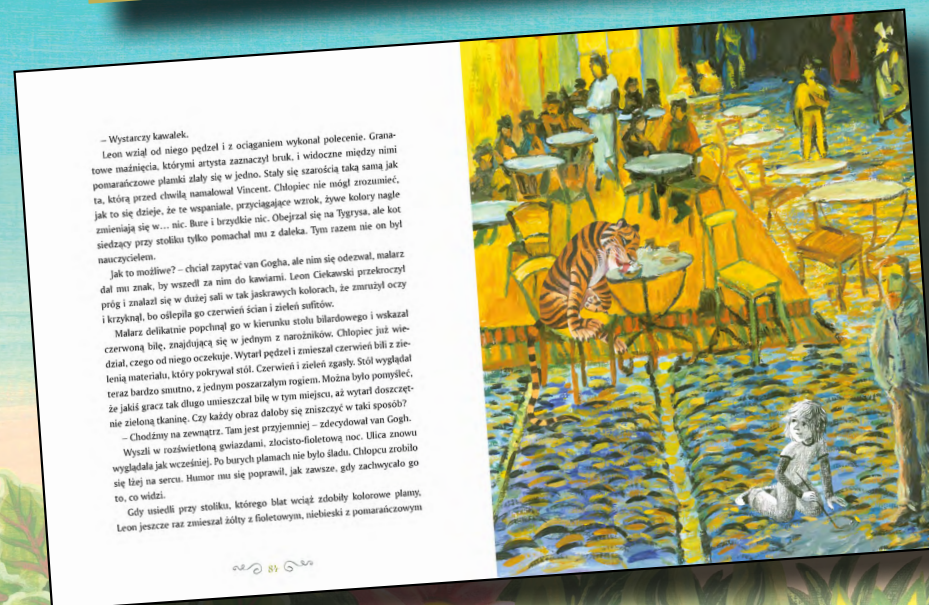 – Wystarczy kawałek.
Leon wziął od niego pędzel i z ociąganiem wykonał polecenie. Grana-
towe maźnięcia, którymi artysta zaznaczył bruk, i widoczne między nimi
pomarańczowe plamki zlały się w jedno. Stały się szarością taką samą jak
ta, którą przed chwilą namalował Vincent. Chłopiec nie mógł zrozumieć,
jak to się dzieje, że te wspaniałe, przyciągające wzrok, żywe kolory nagle
zmieniają się w… nic. Bure i brzydkie nic. Obejrzał się na Tygrysa, ale kot
siedzący przy stoliku tylko pomachał mu z daleka. Tym razem nie on był
nauczycielem.
Jak to możliwe? – chciał zapytać van Gogha, ale nim się odezwał, malarz
dał mu znak, by wszedł za nim do kawiarni. Leon Ciekawski przekroczył
próg i znalazł się w dużej sali w tak jaskrawych kolorach, że zmrużył oczy
i krzyknął, bo oślepiła go czerwień ścian i zieleń sufitów.
Malarz delikatnie popchnął go w kierunku stołu bilardowego i wskazał
czerwoną bilę, znajdującą się w jednym z narożników. Chłopiec już wie-
dział, czego od niego oczekuje. Wytarł pędzel i zmieszał czerwień bili z zie-
lenią materiału, który pokrywał stół. Czerwień i zieleń zgasły. Stół wyglądał
teraz bardzo smutno, z jednym poszarzałym rogiem. Można było pomyśleć,
że jakiś gracz tak długo umieszczał bilę w tym miejscu, aż wytarł doszczęt-
nie zieloną tkaninę. Czy każdy obraz dałoby się zniszczyć w taki sposób?
– Chodźmy na zewnątrz. Tam jest przyjemniej – zdecydował van Gogh.
Wyszli w rozświetloną gwiazdami, złocisto-fioletową noc. Ulica znowu
wyglądała jak wcześniej. Po burych plamach nie było śladu. Chłopcu zrobiło
się lżej na sercu. Humor mu się poprawił, jak zawsze, gdy zachwycało go
to, co widzi.
Gdy usiedli przy stoliku, którego blat wciąż zdobiły kolorowe plamy,
Leon jeszcze raz zmieszał żółty z fioletowym, niebieski z pomarańczowym
81